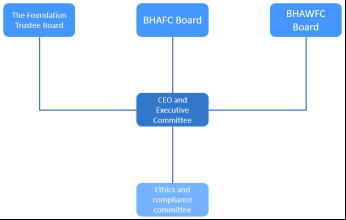 The Foundation
Trustee Board
BHAFC Board
BHAWFC
Board
CEO and
Executive
Committee
Ethics and
compliance
committee